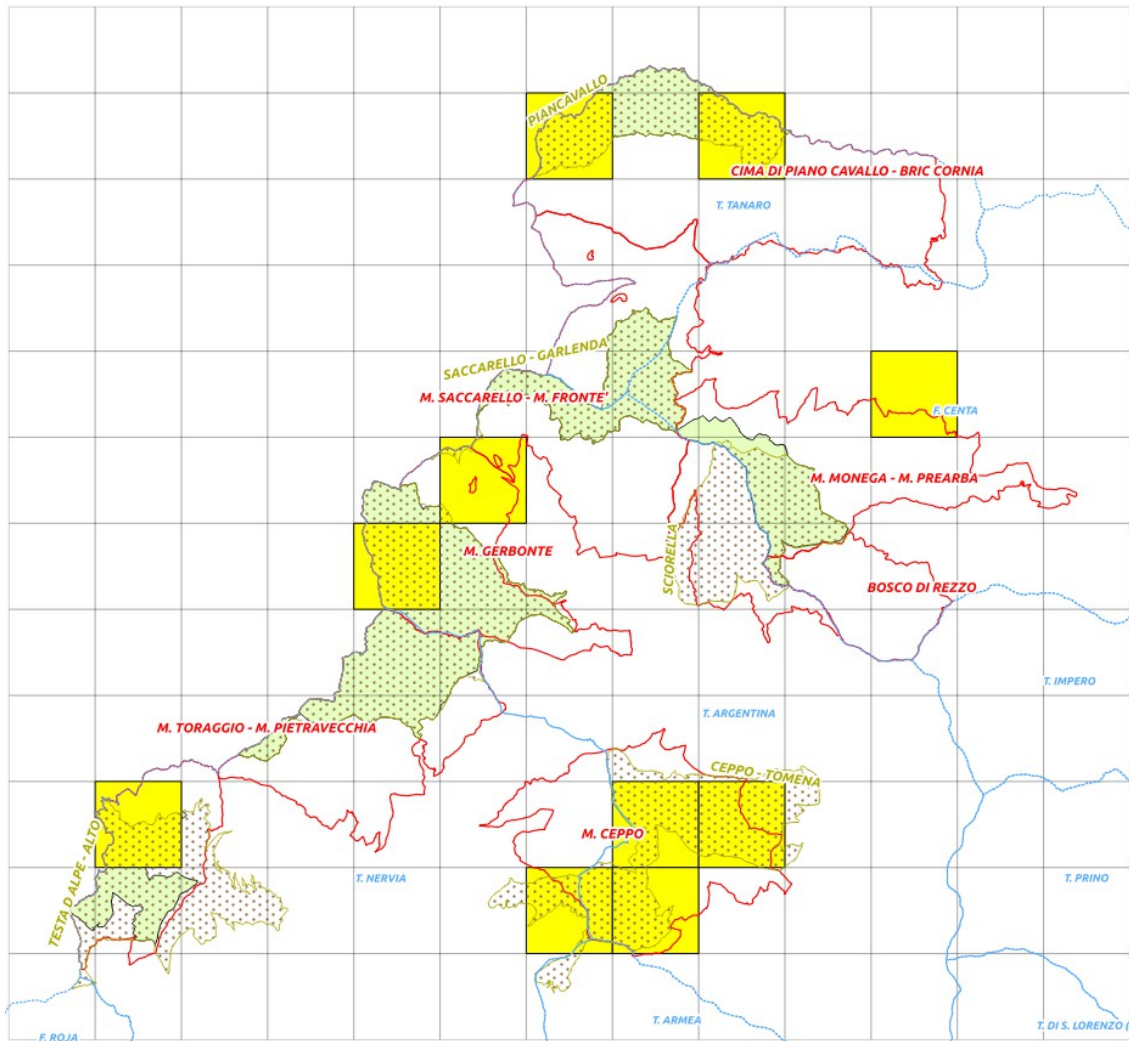 PIANCAVALLO
CIMA DI PIANO CAVALLO - BRIC CORNIA
T. TANARO
SACCARELLO - GARLENDA
M. SACCARELLO - M. FRONTE'
F. CENTA
M. MONEGA - M. PREARBA
M. GERBONTE
SCIORELLA
BOSCO DI REZZO
T. IMPERO
T. ARGENTINA
M. TORAGGIO - M. PIETRAVECCHIA
CEPPO - TOMENA
M. CEPPO
TESTA D ALPE - ALTO
T. NERVIA
T. PRINO
T. ARMEA
T. DI S. LORENZO (
F. ROJA